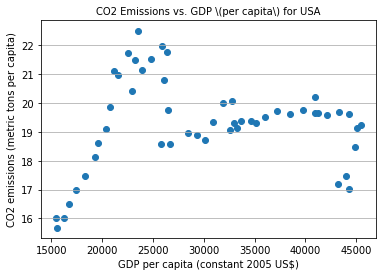 CO2 Emissions vs. GDP \(per capita\) for USA
CO2 emissions (metric tons per capita)
22
21
20
19
18
17
16
15000 20000 25000 30000 35000 40000 45000
GDP per capita (constant 2005 US$)